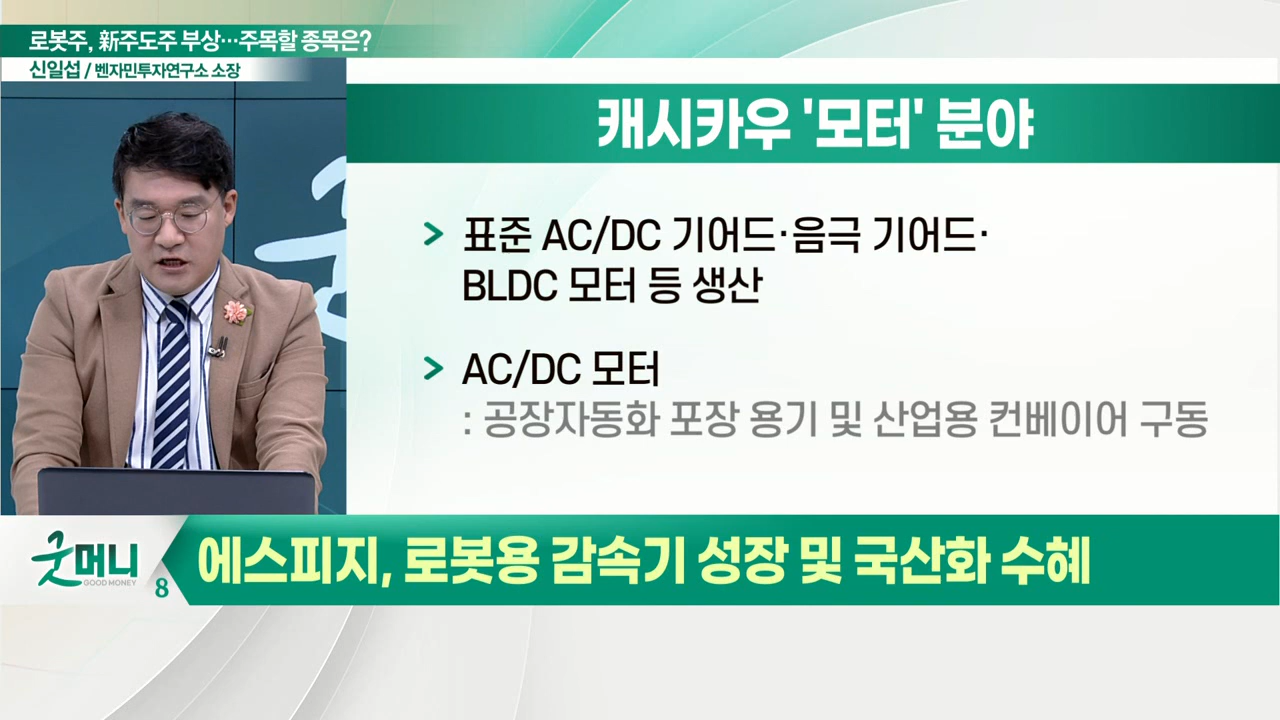 로봇주, 新주도주 부상…주목할 종목은?
신일섭 / 벤자민투자연구소 소장
캐시카우 '모터' 분야
> 표준 AC/DC 기어드·음극 기어드·
BLDC 모터 등 생산
> AC/DC 모터
: 공장자동화 포장 용기 및 산업용 컨베이어 구동
굿머니
GOOD MONEY
8
에스피지, 로봇용 감속기 성장 및 국산화 수혜